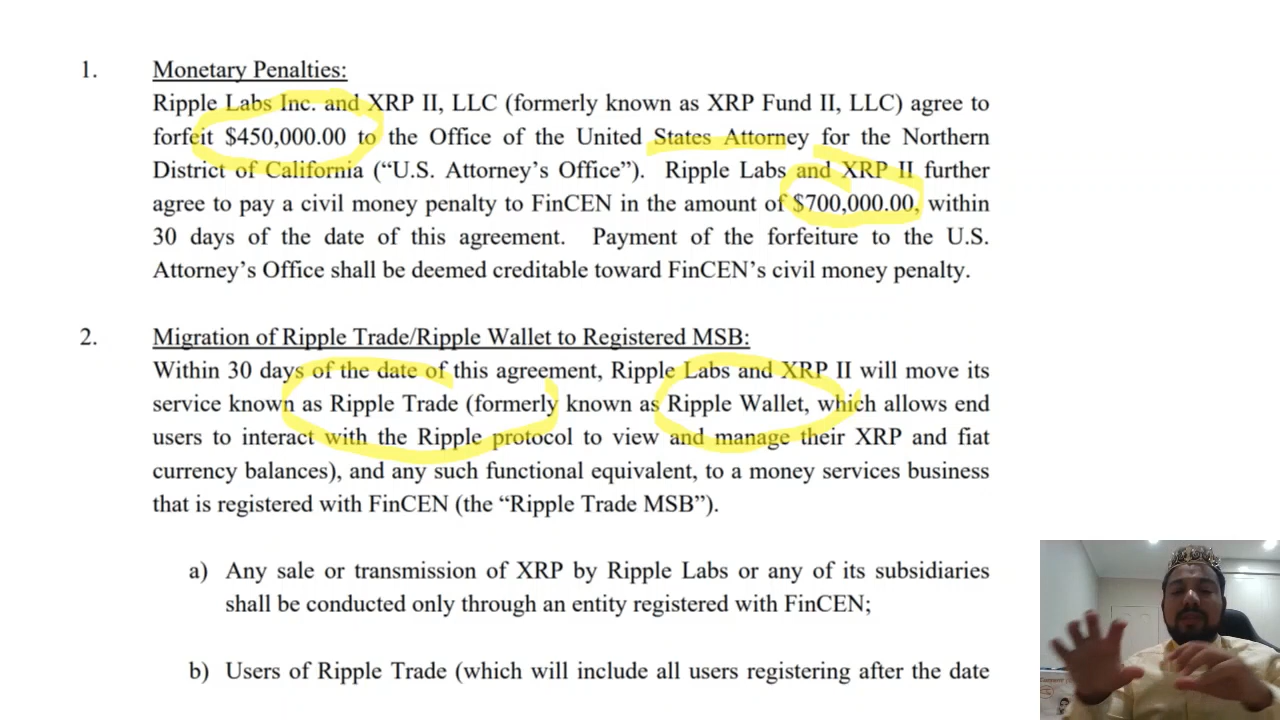 1. Monetary Penalties:
Ripple Labs Inc. and XRP II, LLC (formerly known as XRP Fund II, LLC) agree to
forfeit $450,000.00 to the Office of the United States Attorney for the Northern
District of California (“U.S. Attorney’s Office”). Ripple Labs and XRP II further
agree to pay a civil money penalty to FinCEN in the amount of $700,000.00, within
30 days of the date of this agreement. Payment of the forfeiture to the U.S.
Attorney’s Office shall be deemed creditable toward FinCEN’s civil money penalty.
2. Migration of Ripple Trade/Ripple Wallet to Registered MSB:
Within 30 days of the date of this agreement, Ripple Labs and XRP II will move its
service known as Ripple Trade (formerly known as Ripple Wallet, which allows end
users to interact with the Ripple protocol to view and manage their XRP and fiat
currency balances), and any such functional equivalent, to a money services business
that is registered with FinCEN (the “Ripple Trade MSB”).
a) Any sale or transmission of XRP by Ripple Labs or any of its subsidiaries
shall be conducted only through an entity registered with FinCEN;
b) Users of Ripple Trade (which will include all users registering after the date